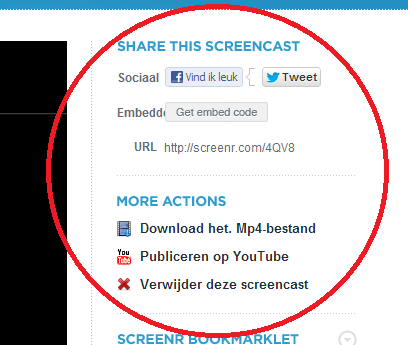 SHARE THIS SCREENCAST
Sociaal Vind ik leuk Tweet
Embedde Get embed code
URL http://screenr.com/4QV8
MORE ACTIONS
Download het. Mp4-bestand
You Tube Publiceren op YouTube
Verwijder deze screencast
SCREENR BOOKMARKLET